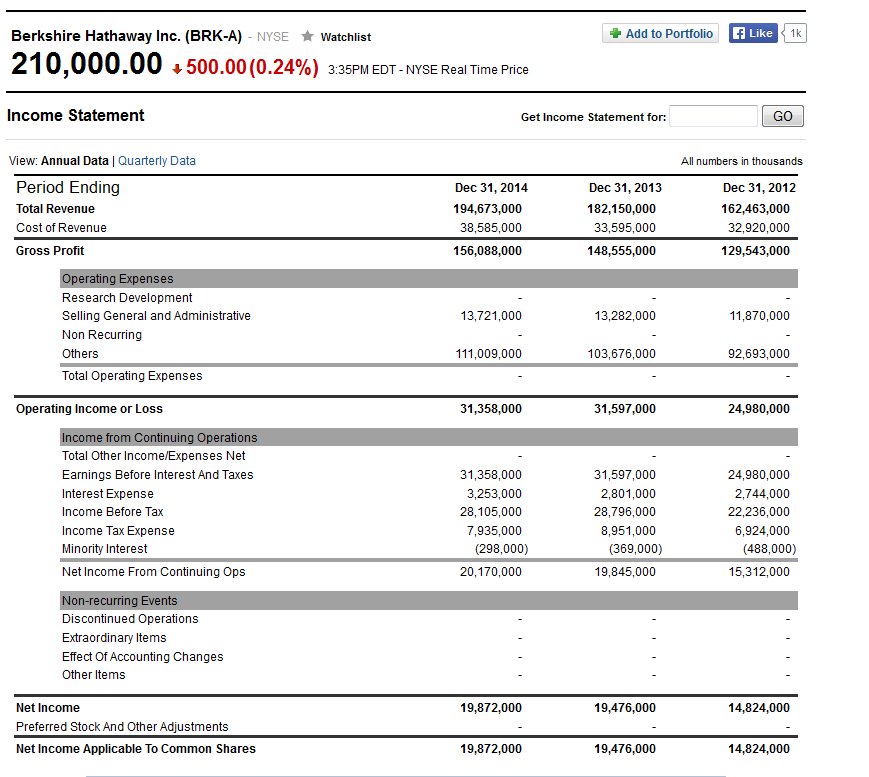 Berkshire Hathaway Inc. (BRK-A) - NYSE Watchlist Add to Portfolio Like 1k
210,000.00 500.00(0.24%) 3:35PM EDT - NYSE Real Time Price
Income Statement Get Income Statement for: GO
View: Annual Data | Quarterly Data All numbers in thousands
Period Ending Dec 31, 2014 Dec 31, 2013 Dec 31, 2012
Total Revenue 194,673,000 182,150,000 162,463,000
Cost of Revenue 38,585,000 33,595,000 32,920,000
Gross Profit 156,088,000 148,555,000 129,543,000
Operating Expenses
Research Development - - -
Selling General and Administrative 13,721,000 13,282,000 11,870,000
Non Recurring - - -
Others 111,009,000 103,676,000 92,693,000
Total Operating Expenses - - -
Operating Income or Loss 31,358,000 31,597,000 24,980,000
Income from Continuing Operations
Total Other Income/Expenses Net - - -
Earnings Before Interest And Taxes 31,358,000 31,597,000 24,980,000
Interest Expense 3,253,000 2,801,000 2,744,000
Income Before Tax 28,105,000 28,796,000 22,236,000
Income Tax Expense 7,935,000 8,951,000 6,924,000
Minority Interest (298,000) (369,000) (488,000)
Net Income From Continuing Ops 20,170,000 19,845,000 15,312,000
Non-recurring Events
Discontinued Operations - - -
Extraordinary Items - - -
Effect Of Accounting Changes - - -
Other Items - - -
Net Income 19,872,000 19,476,000 14,824,000
Preferred Stock And Other Adjustments - - -
Net Income Applicable To Common Shares 19,872,000 19,476,000 14,824,000